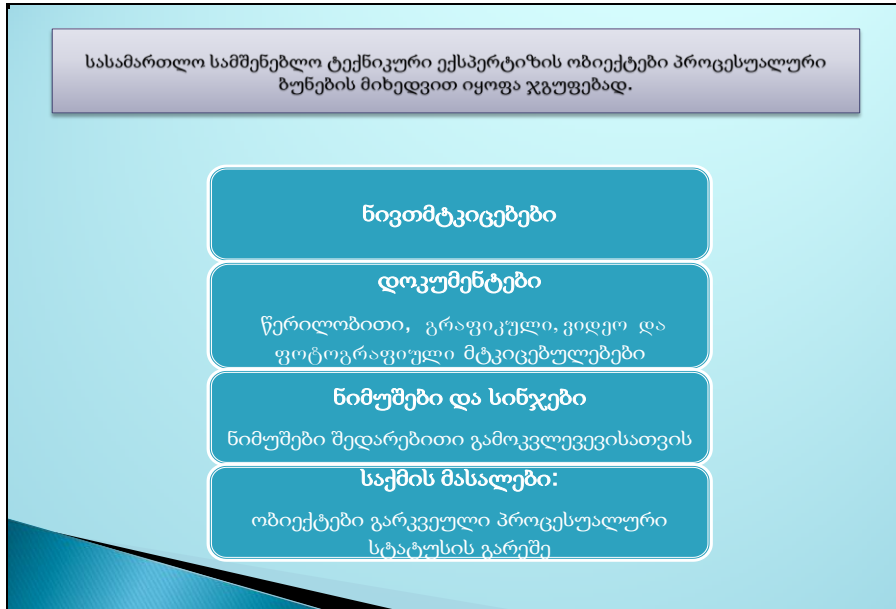 სასამართლო სამშენებლო ტექნიკური ექსპერტიზის ობიექტები პროცესუალური
ბუნების მიხედვით იყოფა ჯგუფებად.
ნივთმტკიცებები
დოკუმენტები
წერილობითი, გრაფიკული, ვიდეო და
ფოტოგრაფიული მტკიცებულებები
ნიმუშები და სინჯები
ნიმუშები შედარებითი გამოკვლევევისათვის
საქმის მასალები:
ობიექტები გარკვეული პროცესუალური
სტატუსის გარეშე